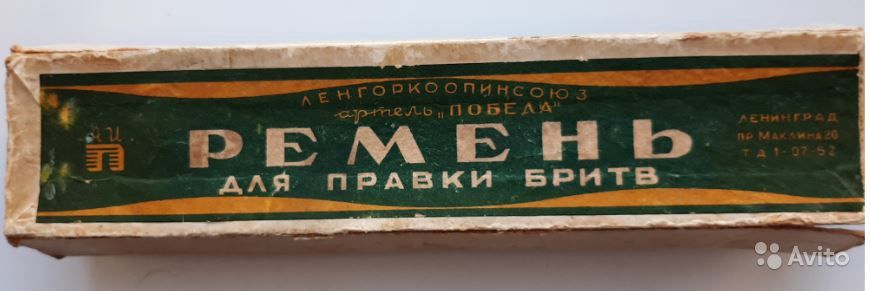 ЛЕНГОРКООПИНСОЮЗ
артель „ПОБЕДА"
РЕМЕНЬ
ДЛЯ ПРАВКИ БРИТВ
ЛЕНИНГРАД
ПР. МАКЛИНА 20
Т Д 1-07-52
Avito